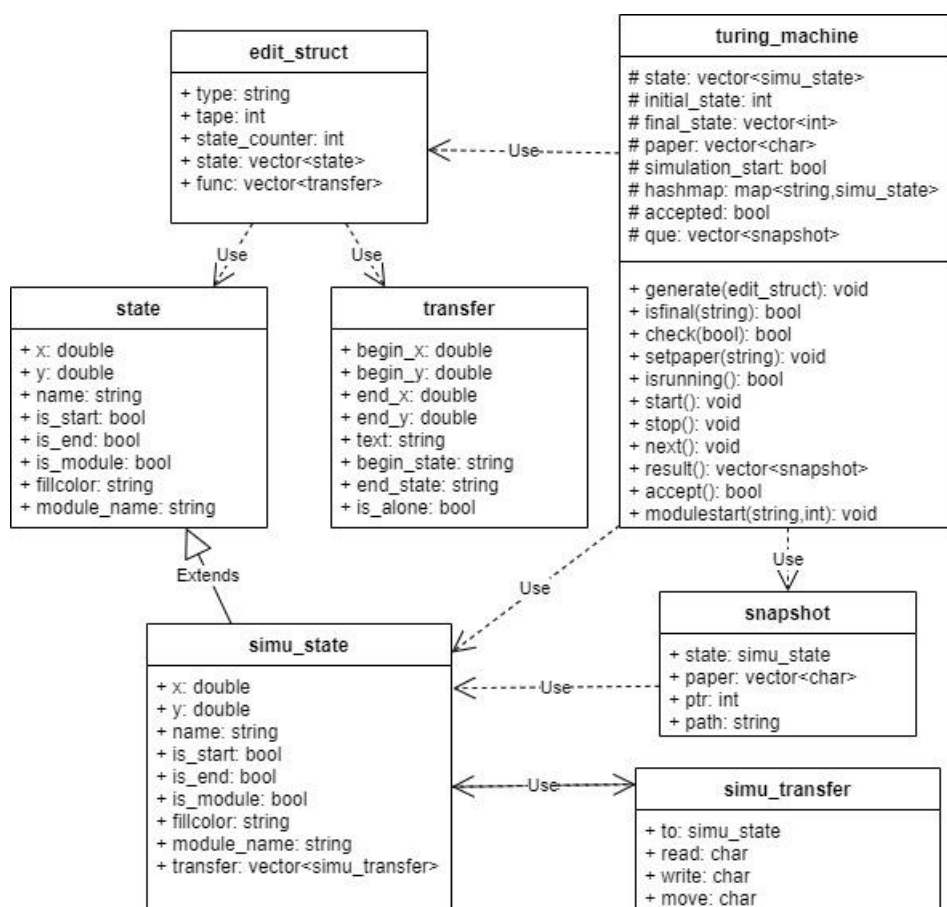 edit_struct
+ type: string
+ tape: int
+ state_counter: int
+ state: vector<state>
+ func: vector<transfer>
turing_machine
# state: vector<simu_state>
# initial_state: int
# final_state: vector<int>
# paper: vector<char>
# simulation_start: bool
# hashmap: map<string,simu_state>
# accepted: bool
# que: vector<snapshot>
+ generate(edit_struct): void
+ isfinal(string): bool
+ check(bool): bool
+ setpaper(string): void
+ isrunning(): bool
+ start(): void
+ stop(): void
+ next(): void
+ result(): vector<snapshot>
+ accept(): bool
+ modulestart(string,int): void
Use
Use
Use
state
+ x: double
+ y: double
+ name: string
+ is_start: bool
+ is_end: bool
+ is_module: bool
+ fillcolor: string
+ module_name: string
transfer
+ begin_x: double
+ begin_y: double
+ end_x: double
+ end_y: double
+ text: string
+ begin_state: string
+ end_state: string
+ is_alone: bool
Extends
Use
Use
simu_state
+ x: double
+ y: double
+ name: string
+ is_start: bool
+ is_end: bool
+ is_module: bool
+ fillcolor: string
+ module_name: string
+ transfer: vector<simu_transfer>
snapshot
+ state: simu_state
+ paper: vector<char>
+ ptr: int
+ path: string
Use
Use
simu_transfer
+ to: simu_state
+ read: char
+ write: char
+ move: char